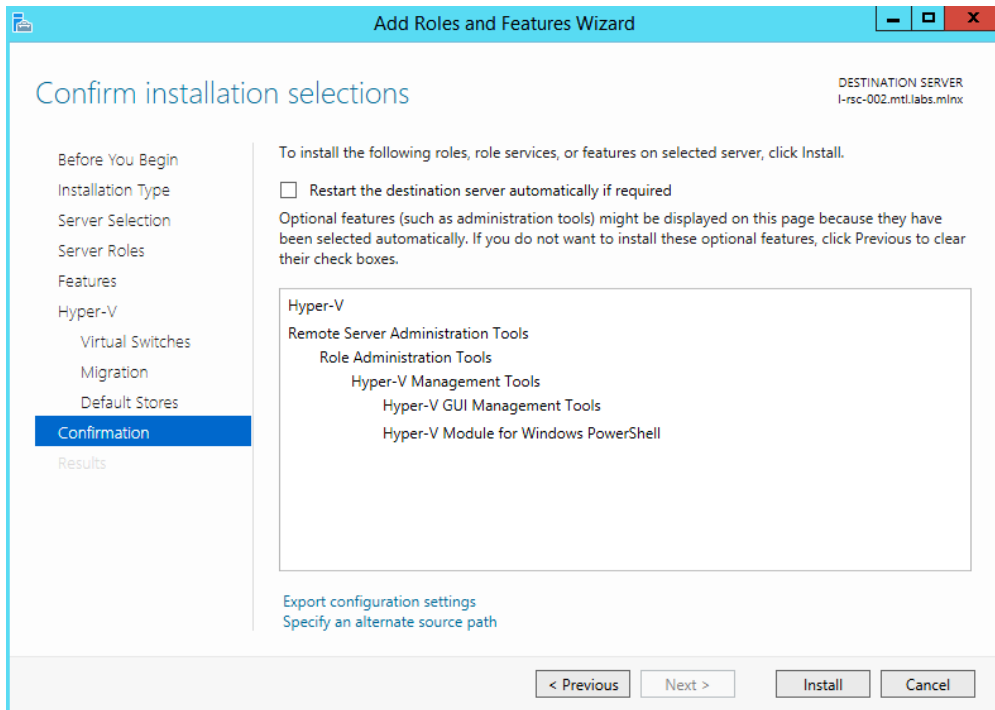 Add Roles and Features Wizard
Confirm installation selections
DESTINATION SERVER
l-rsc-002.mtl.labs.mlnx
Before You Begin
Installation Type
Server Selection
Server Roles
Features
Hyper-V
Virtual Switches
Migration
Default Stores
Confirmation
Results
To install the following roles, role services, or features on selected server, click Install.
Restart the destination server automatically if required
Optional features (such as administration tools) might be displayed on this page because they have
been selected automatically. If you do not want to install these optional features, click Previous to clear
their check boxes.
Hyper-V
Remote Server Administration Tools
Role Administration Tools
Hyper-V Management Tools
Hyper-V GUI Management Tools
Hyper-V Module for Windows PowerShell
Export configuration settings
Specify an alternate source path
< Previous Next > Install Cancel